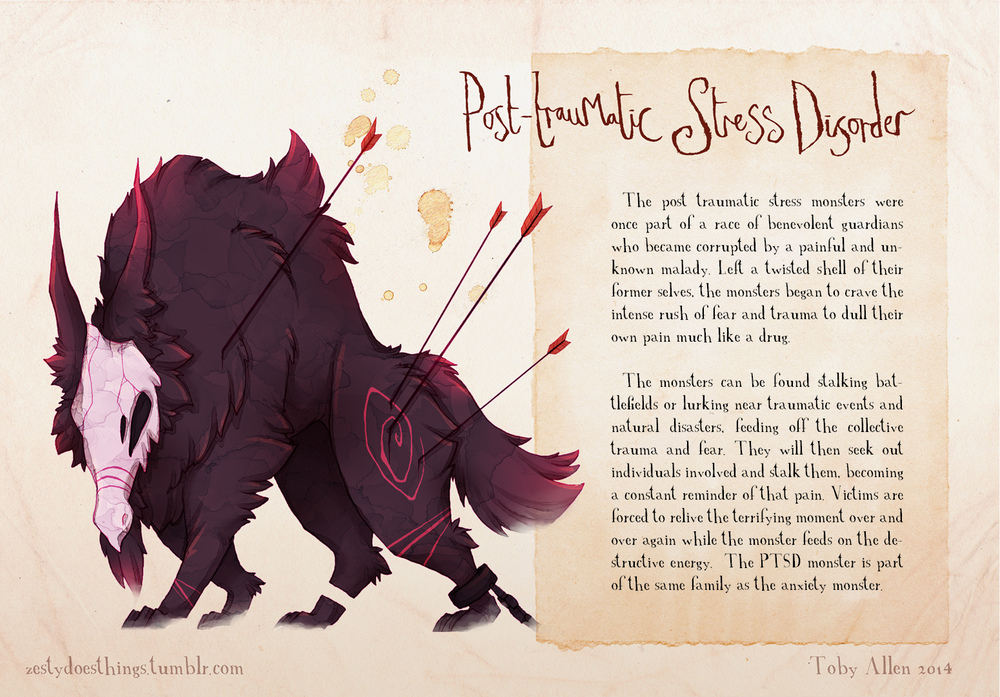 Post-traumatic Stress Disorder
The post traumatic stress monsters were
once part of a race of benevolent guardians
who became corrupted by a painful and un-
known malady. Left a twisted shell of their
former selves, the monsters began to crave the
intense rush of fear and trauma to dull their
own pain much like a drug.
The monsters can be found stalking bat-
tlefields or lurking near traumatic events and
natural disasters, feeding off the collective
trauma and fear. They will then seek out
individuals involved and stalk them, becoming
a constant reminder of that pain. Victims are
forced to relive the terrifying moment over and
over again while the monster feeds on the de-
structive energy. The PTSD monster is part
of the same family as the anxiety monster.
zestydoesthings.tumblr.com
Toby Allen 2014